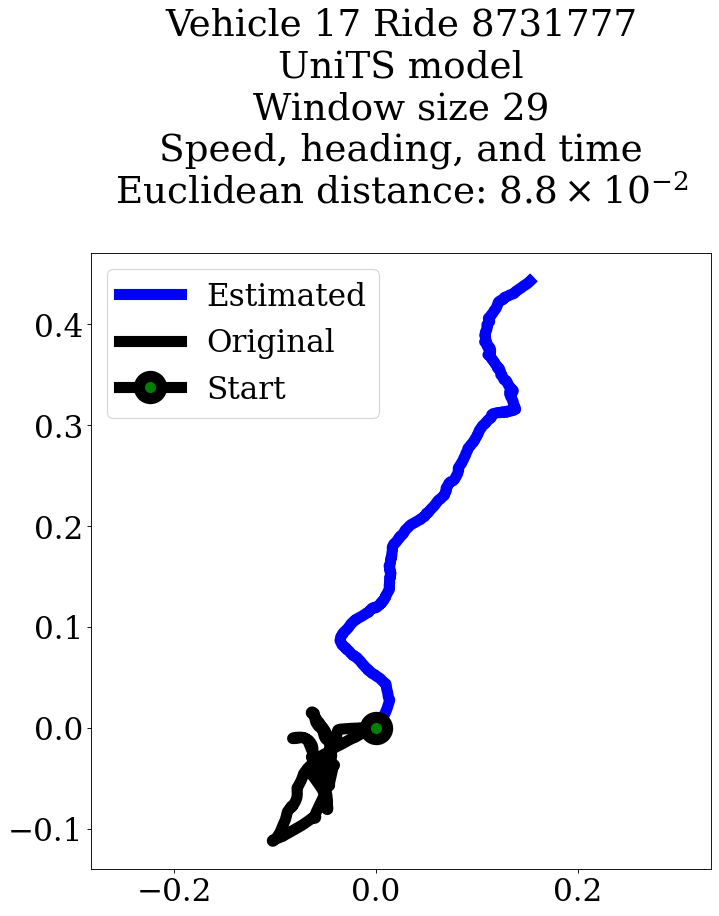 Vehicle 17 Ride 8731777
UniTS model
Window size 29
Speed, heading, and time
Euclidean distance: 8.8 × 10⁻²
Estimated
Original
Start
0.4
0.3
0.2
0.1
0.0
−0.1
−0.2 0.0 0.2